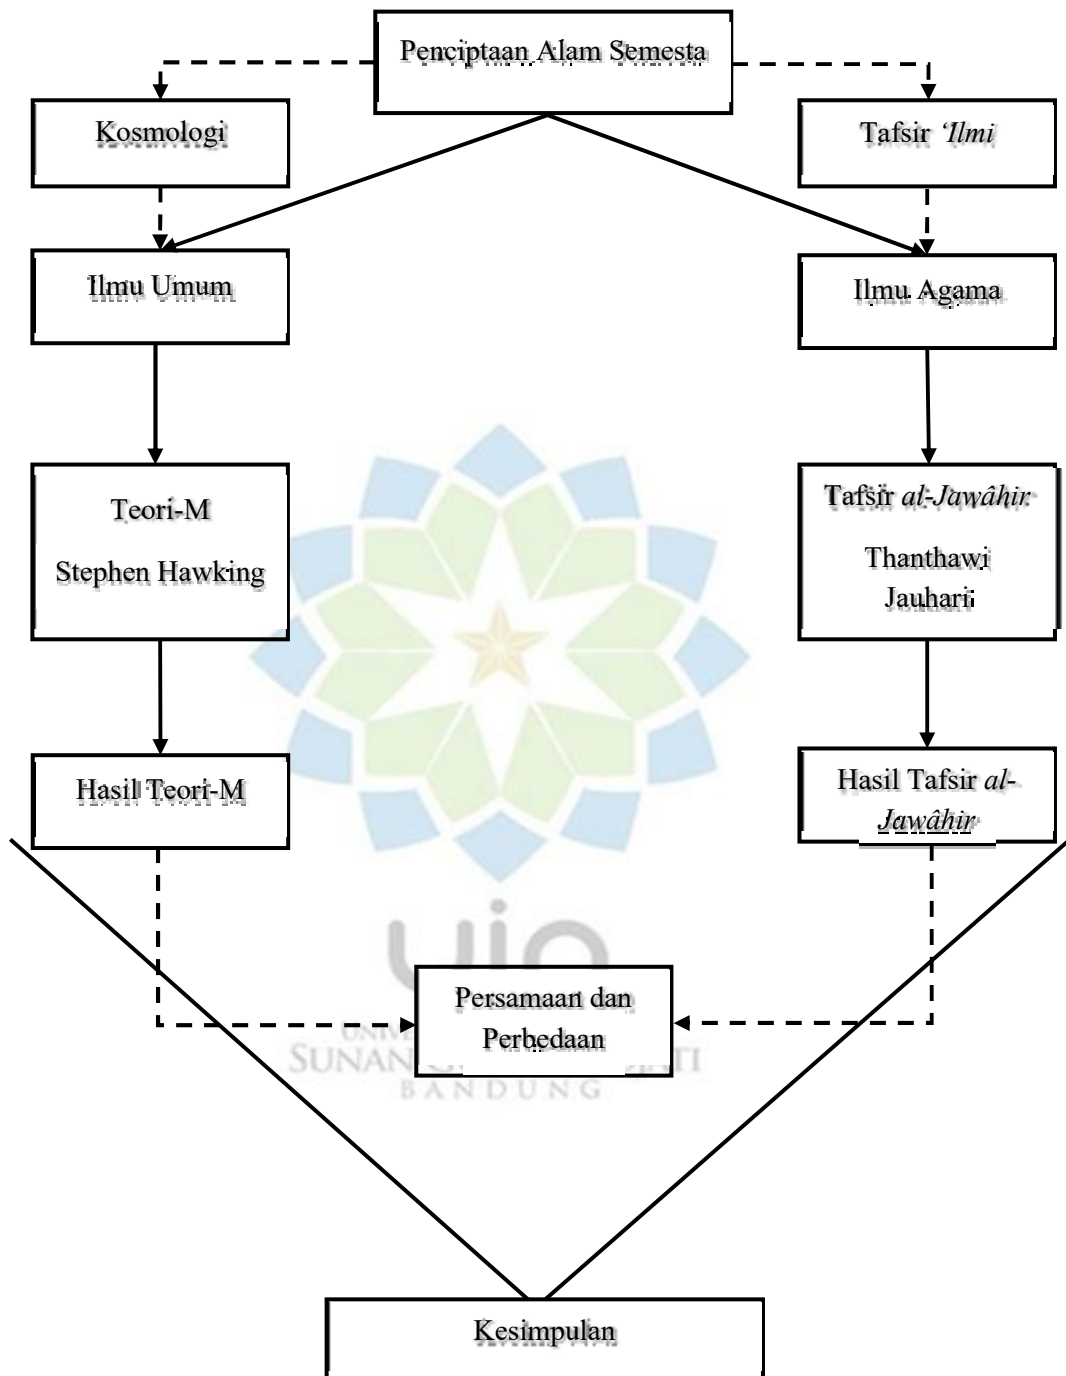 Penciptaan Alam Semesta
Kosmologi
Tafsir ‘Ilmi
Ilmu Umum
Ilmu Agama
Teori-M
Stephen Hawking
Tafsir al-Jawâhir
Thanthawi
Jauhari
Hasil Teori-M
Hasil Tafsir al-
Jawâhir
uin
Persamaan dan
Perbedaan
SUNAN
BANDUNG
Kesimpulan